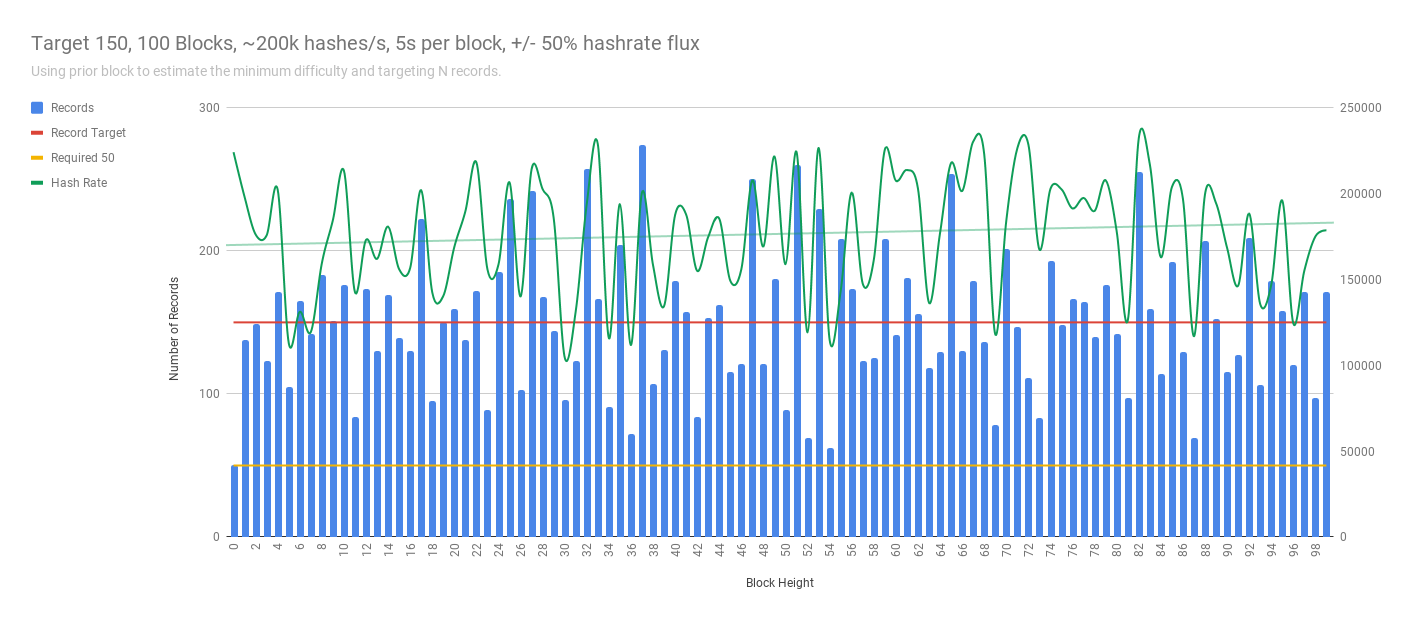 Target 150, 100 Blocks, ~200k hashes/s, 5s per block, +/- 50% hashrate flux
Using prior block to estimate the minimum difficulty and targeting N records.
Records
Record Target
Required 50
Hash Rate
Number of Records
300
200
100
0
250000
200000
150000
100000
50000
0
0 2 4 6 8 10 12 14 16 18 20 22 24 26 28 30 32 34 36 38 40 42 44 46 48 50 52 54 56 58 60 62 64 66 68 70 72 74 76 78 80 82 84 86 88 90 92 94 96 98
Block Height